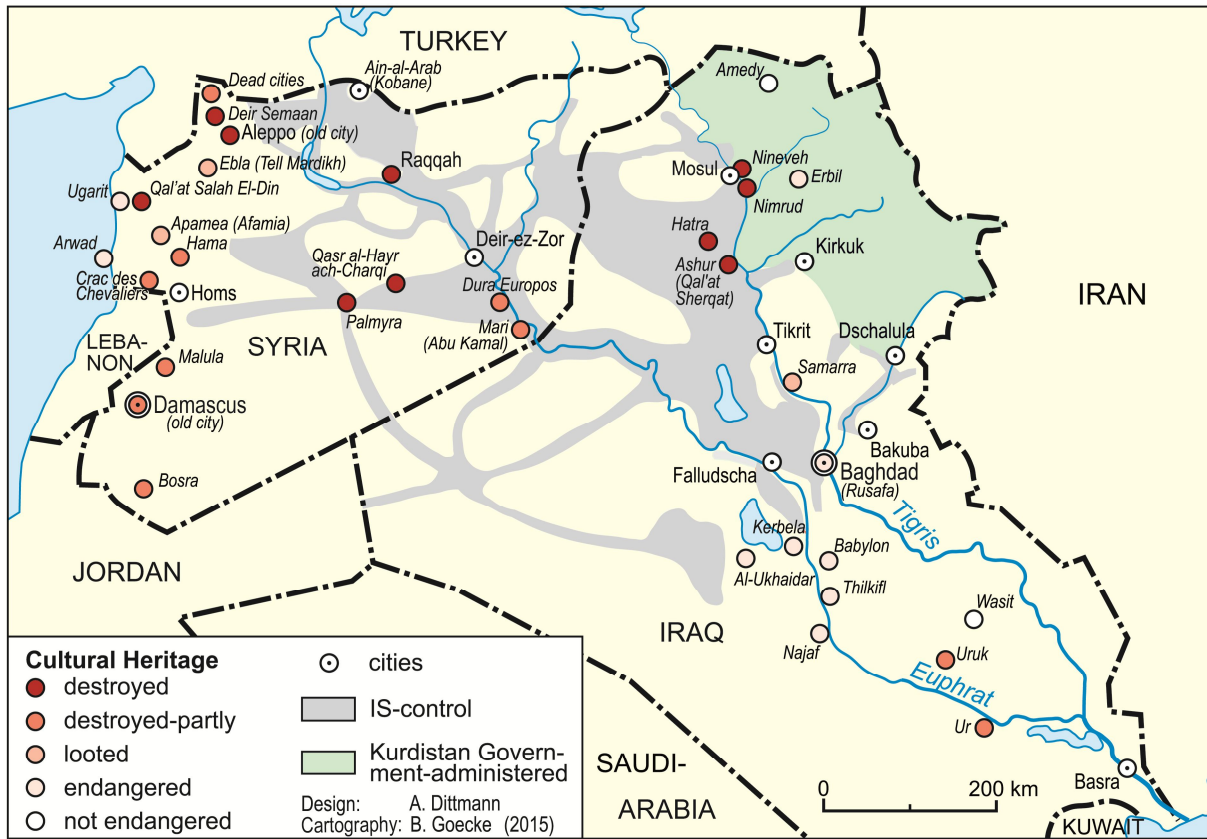 TURKEY
Dead cities
Ain-al-Arab
(Kobane)
Amedy
Deir Semaan
Aleppo (old city)
Ebla (Tell Mardikh)
Raqqah
Mosul
Nineveh
Erbil
Nimrud
Ugarit
Qal'at Salah El-Din
Apamea (Afamia)
Hama
Arwad
Crac des
Chevaliers
Homs
Qasr al-Hayr
ach-Charqi
Palmyra
Deir-ez-Zor
Dura Europos
Mari
(Abu Kamal)
Hatra
Ashur
(Qal'at
Sherqat)
Kirkuk
IRAN
LEBA-
NON
SYRIA
Malula
Tikrit
Dschalula
Samarra
Damascus
(old city)
Bakuba
Falludscha
Baghdad
(Rusafa)
Bosra
Tigris
Kerbela
Babylon
Al-Ukhaidar
Thilkifl
JORDAN
IRAQ
Najaf
Wasit
Uruk
Euphrat
Ur
Basra
SAUDI-
ARABIA
KUWAIT
0 200 km
Cultural Heritage
destroyed
destroyed-partly
looted
endangered
not endangered
cities
IS-control
Kurdistan Govern-
ment-administered
Design: A. Dittmann
Cartography: B. Goecke (2015)